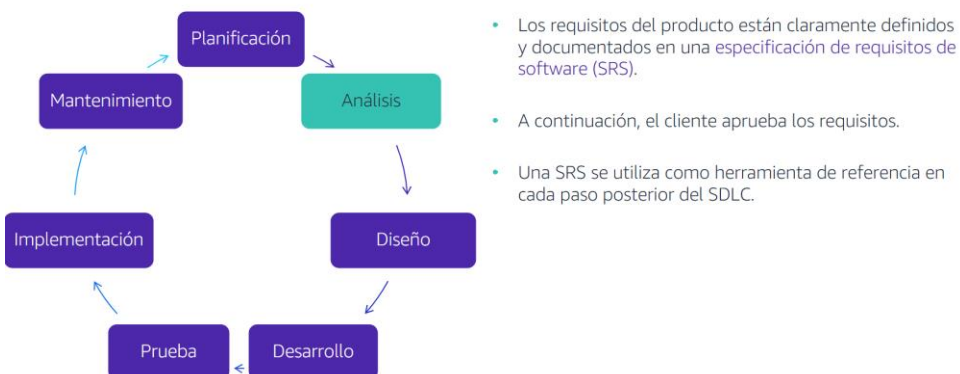 Planificación
Análisis
Diseño
Desarrollo
Prueba
Implementación
Mantenimiento
• Los requisitos del producto están claramente definidos
y documentados en una especificación de requisitos de
software (SRS).
• A continuación, el cliente aprueba los requisitos.
• Una SRS se utiliza como herramienta de referencia en
cada paso posterior del SDLC.